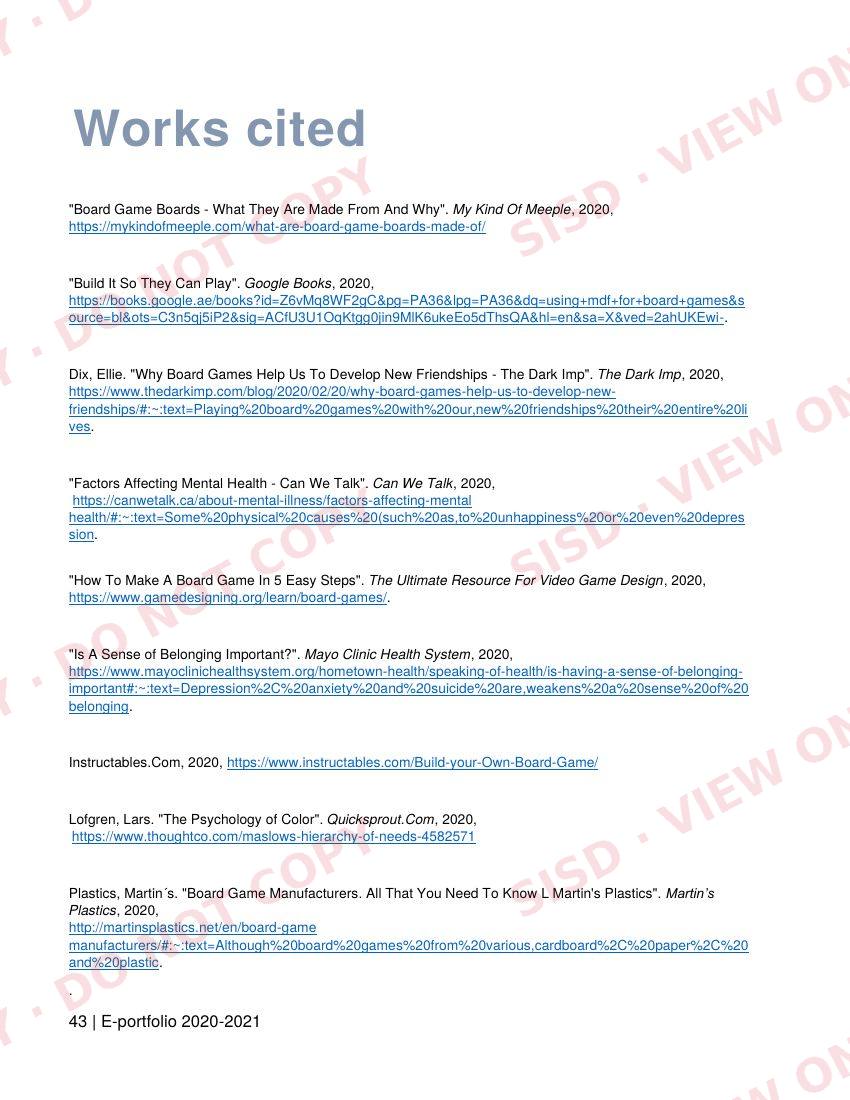 Works cited
"Board Game Boards - What They Are Made From And Why". My Kind Of Meeple, 2020,
https://mykindofmeeple.com/what-are-board-game-boards-made-of/
"Build It So They Can Play". Google Books, 2020,
https://books.google.ae/books?id=Z6vMq8WF2gC&pg=PA36&lpg=PA36&dq=using+mdf+for+board+games&s
ource=bl&ots=C3n5qj5iP2&sig=ACfU3U1OqKtgg0jin9MlK6ukeEo5dThsQA&hl=en&sa=X&ved=2ahUKEwi-.
Dix, Ellie. "Why Board Games Help Us To Develop New Friendships - The Dark Imp". The Dark Imp, 2020,
https://www.thedarkimp.com/blog/2020/02/20/why-board-games-help-us-to-develop-new-
friendships/#:~:text=Playing%20board%20games%20with%20our,new%20friendships%20their%20entire%20li
ves.
"Factors Affecting Mental Health - Can We Talk". Can We Talk, 2020,
https://canwetalk.ca/about-mental-illness/factors-affecting-mental
health/#:~:text=Some%20physical%20causes%20(such%20as,to%20unhappiness%20or%20even%20depres
sion.
"How To Make A Board Game In 5 Easy Steps". The Ultimate Resource For Video Game Design, 2020,
https://www.gamedesigning.org/learn/board-games/.
"Is A Sense of Belonging Important?". Mayo Clinic Health System, 2020,
https://www.mayoclinichealthsystem.org/hometown-health/speaking-of-health/is-having-a-sense-of-belonging-
important#:~:text=Depression%2C%20anxiety%20and%20suicide%20are,weakens%20a%20sense%20of%20
belonging.
Instructables.Com, 2020, https://www.instructables.com/Build-your-Own-Board-Game/
Lofgren, Lars. "The Psychology of Color". Quicksprout.Com, 2020,
https://www.thoughtco.com/maslows-hierarchy-of-needs-4582571
Plastics, Martin´s. "Board Game Manufacturers. All That You Need To Know L Martin's Plastics". Martin's
Plastics, 2020,
http://martinsplastics.net/en/board-game
manufacturers/#:~:text=Although%20board%20games%20from%20various,cardboard%2C%20paper%2C%20
and%20plastic.
.
43 | E-portfolio 2020-2021
SISD · VIEW ON
Y · DO NOT COPY
SISD · VIEW ON
Y · DO NOT COPY
SISD · VIEW ON
Y · DO NOT COPY